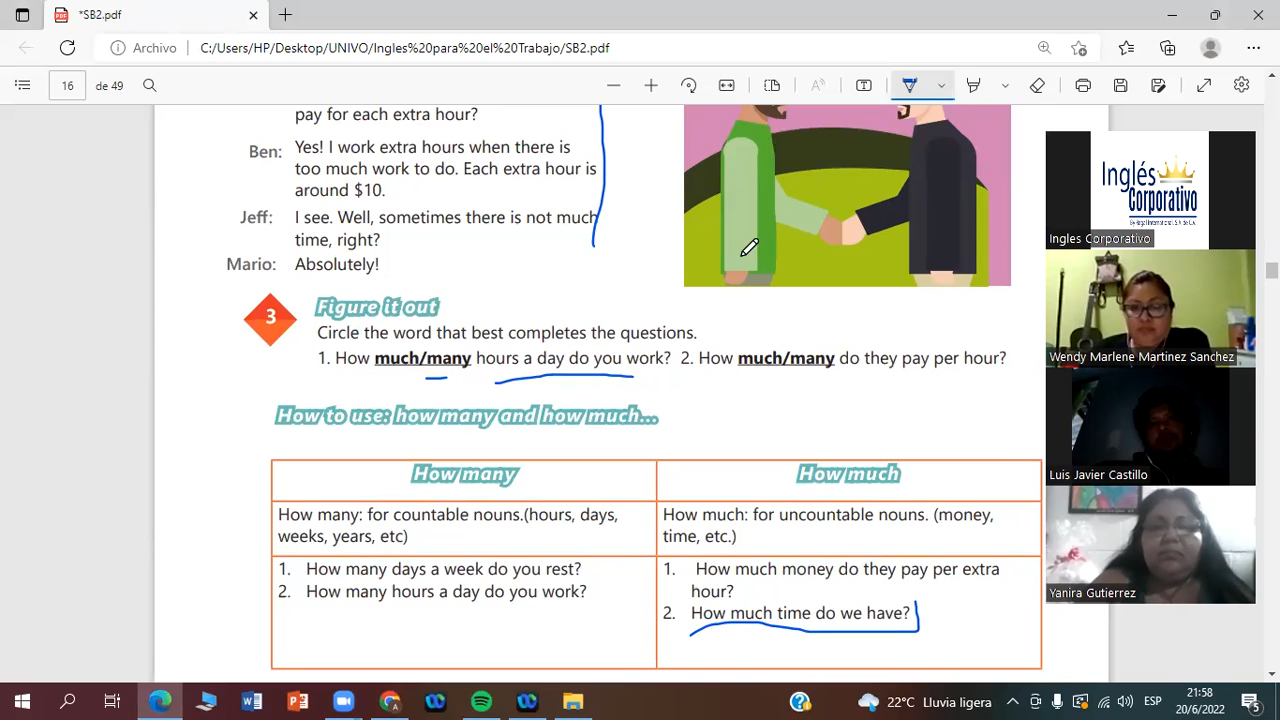 *SB2.pdf
Archivo
C:/Users/HP/Desktop/UNIVO/Ingles%20para%20el%20Trabajo/SB2.pdf
16
de 49
pay for each extra hour?
Ben: Yes! I work extra hours when there is
too much work to do. Each extra hour is
around $10.
Jeff: I see. Well, sometimes there is not much
time, right?
Mario: Absolutely!
3
Figure it out
Circle the word that best completes the questions.
1. How much/many hours a day do you work? 2. How much/many do they pay per hour?
How to use: how many and how much...
How many
How many: for countable nouns.(hours, days,
weeks, years, etc)
1. How many days a week do you rest?
2. How many hours a day do you work?
How much
How much: for uncountable nouns. (money,
time, etc.)
1. How much money do they pay per extra
hour?
2. How much time do we have?
Inglés
Corporativo
Ingles Corporativo
Wendy Marlene Martinez Sanchez
Luis Javier Castillo
Yanira Gutierrez
22°C Lluvia ligera
ESP
21:58
20/6/2022
5